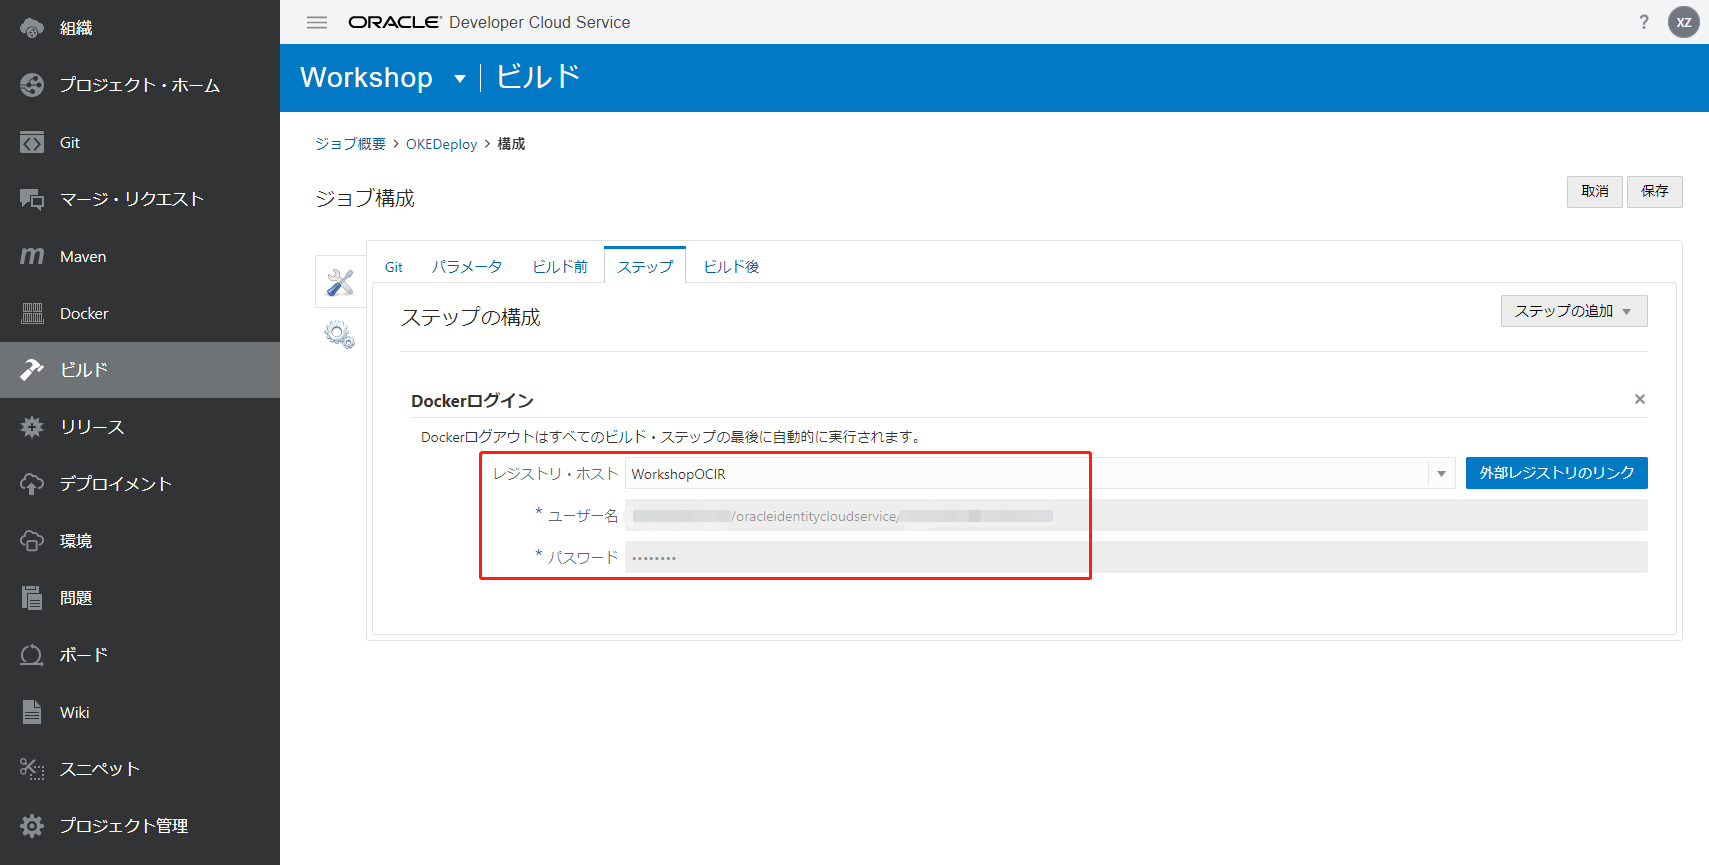 組織
プロジェクト・ホーム
Git
マージ・リクエスト
Maven
Docker
ビルド
リリース
デプロイメント
環境
問題
ボード
Wiki
スニペット
プロジェクト管理
ORACLE Developer Cloud Service
? XZ
Workshop ビルド
ジョブ概要 > OKEDeploy > 構成
ジョブ構成
取消 保存
Git パラメータ ビルド前 ステップ ビルド後
ステップの構成
ステップの追加
Dockerログイン
Dockerログアウトはすべてのビルド・ステップの最後に自動的に実行されます。
レジストリ・ホスト WorkshopOCIR 外部レジストリのリンク
* ユーザー名 /oracleidentitycloudservice/
* パスワード ••••••••